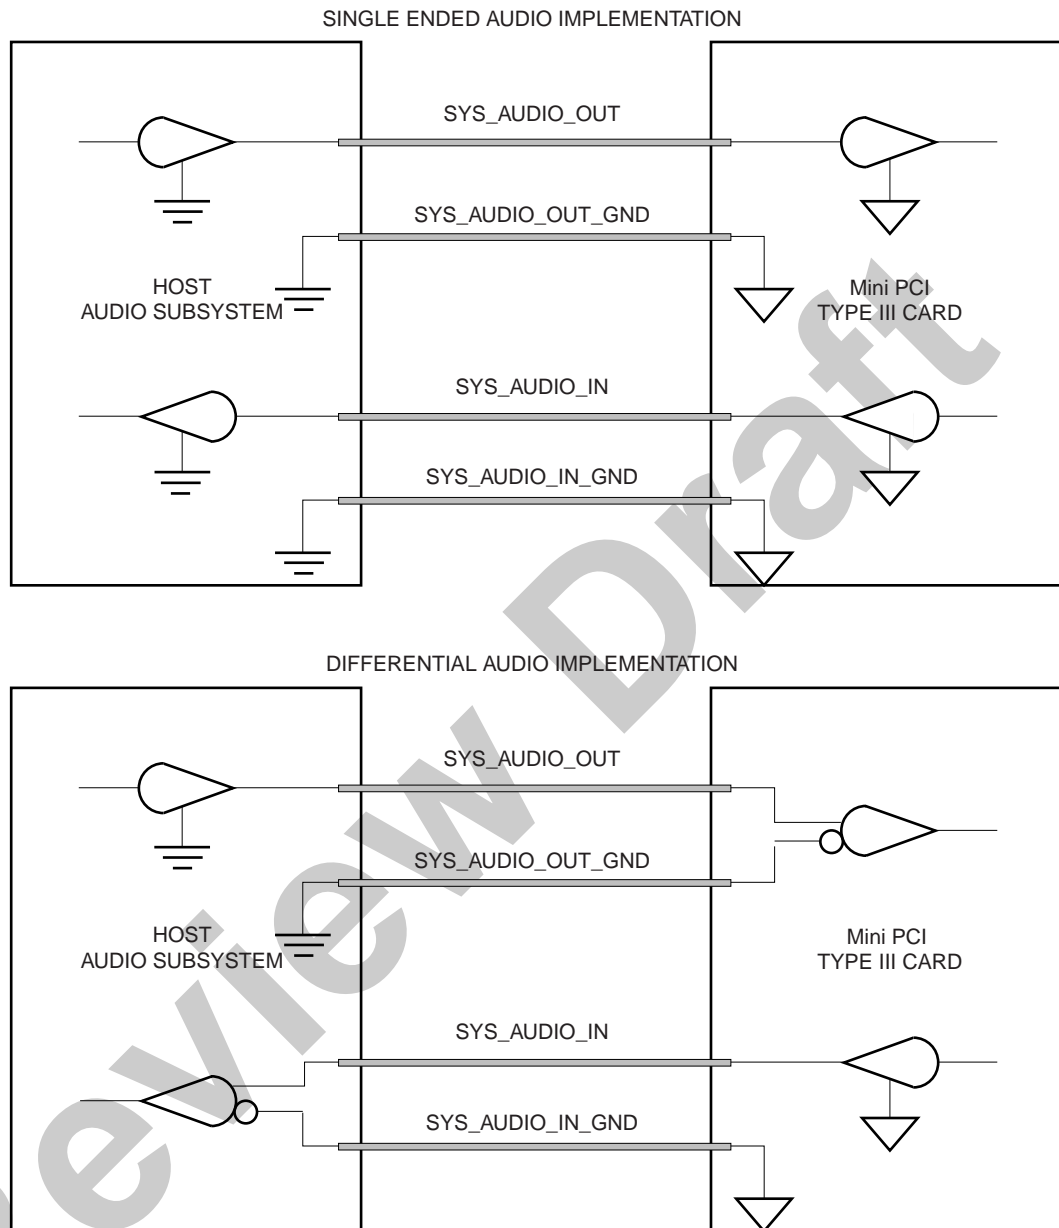 SINGLE ENDED AUDIO IMPLEMENTATION
SYS_AUDIO_OUT
SYS_AUDIO_OUT_GND
HOST
AUDIO SUBSYSTEM
Mini PCI
TYPE III CARD
SYS_AUDIO_IN
SYS_AUDIO_IN_GND
DIFFERENTIAL AUDIO IMPLEMENTATION
SYS_AUDIO_OUT
SYS_AUDIO_OUT_GND
HOST
AUDIO SUBSYSTEM
Mini PCI
TYPE III CARD
SYS_AUDIO_IN
SYS_AUDIO_IN_GND
eview Draft